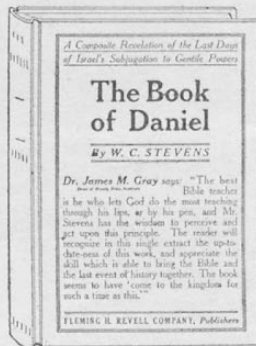 A Composite Revelation of the Last Days
of Israel's Subjugation to Gentile Powers
The Book
of Daniel
By W. C. STEVENS
Dr. James M. Gray says: "The best
Bible teacher
is he who lets God do the most teaching
through his lips, or by his pen, and Mr.
Stevens has the wisdom to perceive and
act upon this principle. The reader will
recognize in this single extract the up-to-
date-ness of this work, and appreciate the
skill which is able to bring the Bible and
the last event of history together. The book
seems to have 'come to the kingdom for
such a time as this.'"
FLEMING H. REVELL COMPANY, Publishers